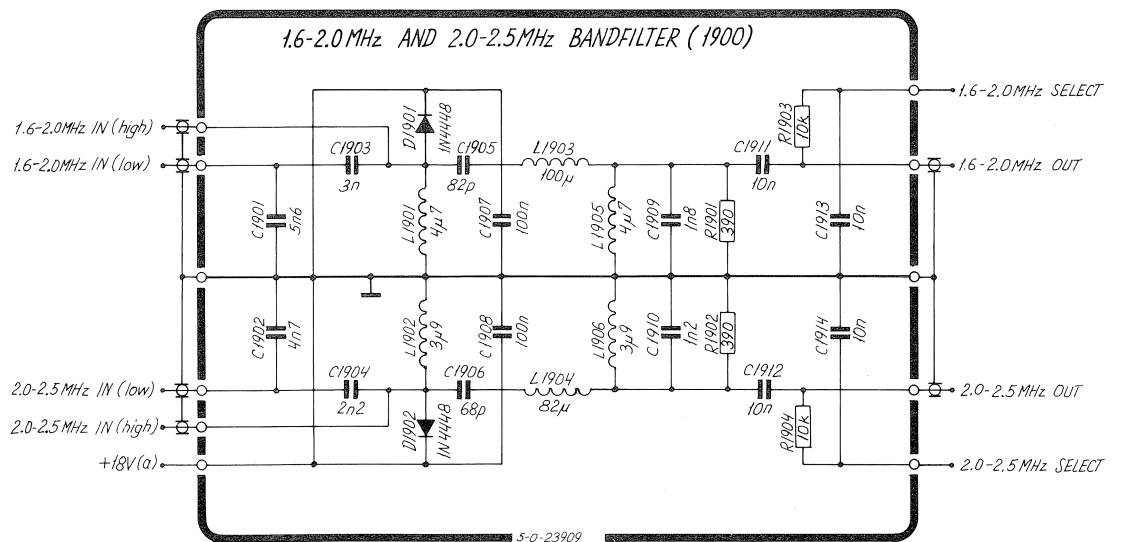 1.6-2.0MHz AND 2.0-2.5MHz BANDFILTER (1900)
1.6-2.0MHz SELECT
D1901
1N4448
R1903
10k
1.6-2.0MHz IN (high)
C1903
3n
C1905
82p
L1903
100µ
C1911
10n
1.6-2.0MHz IN (low)
1.6-2.0MHz OUT
C1901
5n6
L1901
4µ7
C1907
100n
L1905
4µ7
C1909
1n8
R1901
390
C1913
10n
C1902
4n7
L1902
3µ9
C1908
100n
L1906
3µ9
C1910
1n2
R1902
390
C1914
10n
C1904
2n2
C1906
68p
L1904
82µ
C1912
10n
2.0-2.5MHz IN (low)
2.0-2.5MHz OUT
2.0-2.5MHz IN (high)
D1902
1N4448
R1904
10k
+18V(a)
2.0-2.5MHz SELECT
5-0-23909